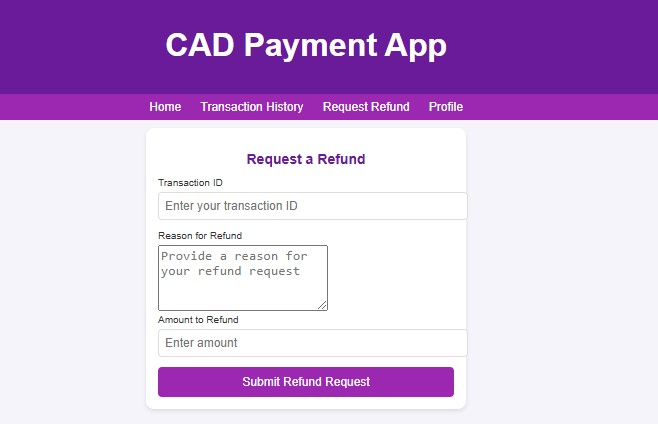 CAD Payment App
Home Transaction History Request Refund Profile
Request a Refund
Transaction ID
Enter your transaction ID
Reason for Refund
Provide a reason for
your refund request
Amount to Refund
Enter amount
Submit Refund Request